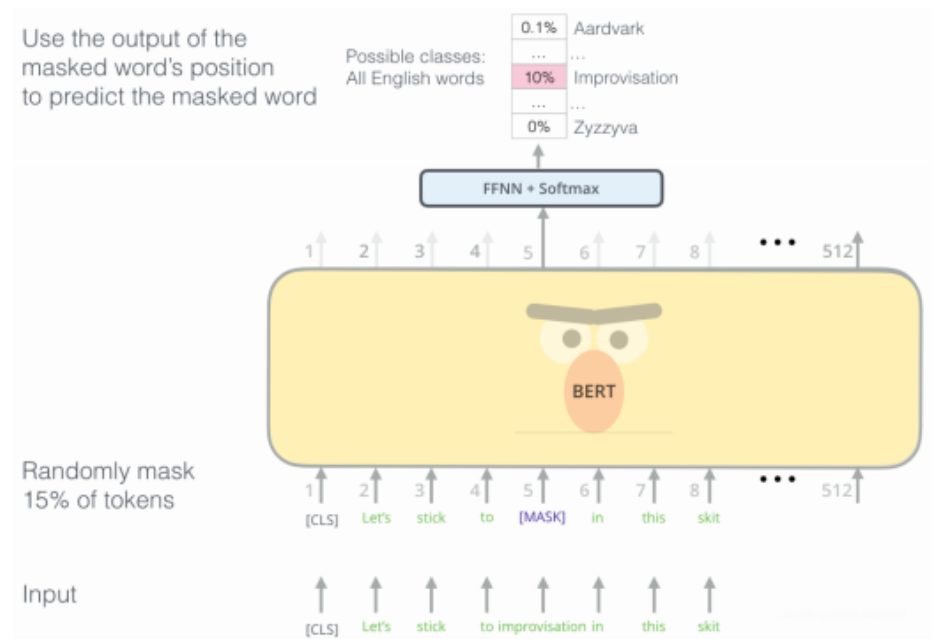 Use the output of the
masked word's position
to predict the masked word
Possible classes:
All English words
0.1% Aardvark
... ...
10% Improvisation
... ...
0% Zyzzyva
FFNN + Softmax
1 2 3 4 5 6 7 8 ... 512
BERT
Randomly mask
15% of tokens
1 2 3 4 5 6 7 8 ... 512
[CLS] Let's stick to [MASK] in this skit
Input
[CLS] Let's stick to improvisation in this skit